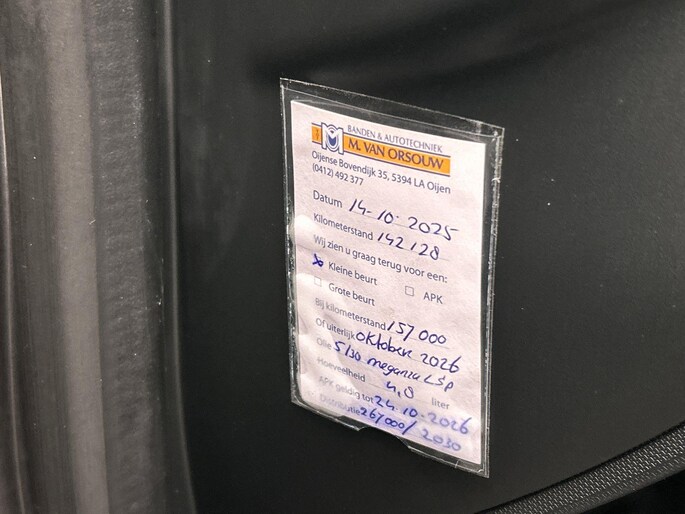 BANDEN & AUTOTECHNIEK
M. VAN ORSOUW
Oijense Bovendijk 35, 5394 LA Oijen
(0412) 492 377
Datum 14-10-2025
Kilometerstand 142128
Wij zien u graag terug voor een:
Kleine beurt APK
Grote beurt
Bij kilometerstand 157000
Of uiterlijk oktober 2026
Olie 5/30 meganza LSP
Hoeveelheid 4,0 liter
APK geldig tot 24-10-2026
Distributie 267000/2030